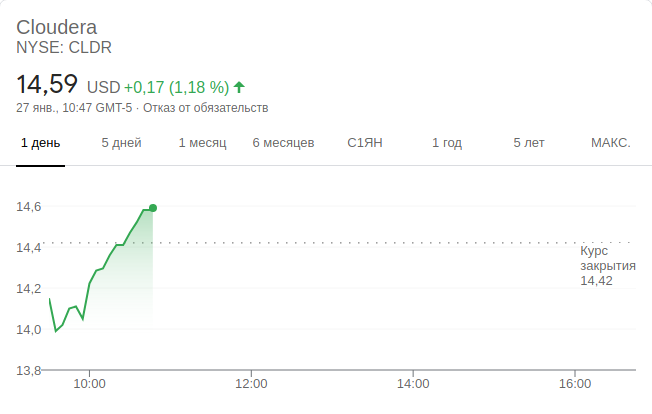 Cloudera
NYSE: CLDR
14,59 USD +0,17 (1,18 %)
27 янв., 10:47 GMT-5 · Отказ от обязательств
1 день 5 дней 1 месяц 6 месяцев С1ЯН 1 год 5 лет МАКС.
14,6
14,4
Курс
закрытия
14,42
14,2
14,0
13,8
10:00 12:00 14:00 16:00